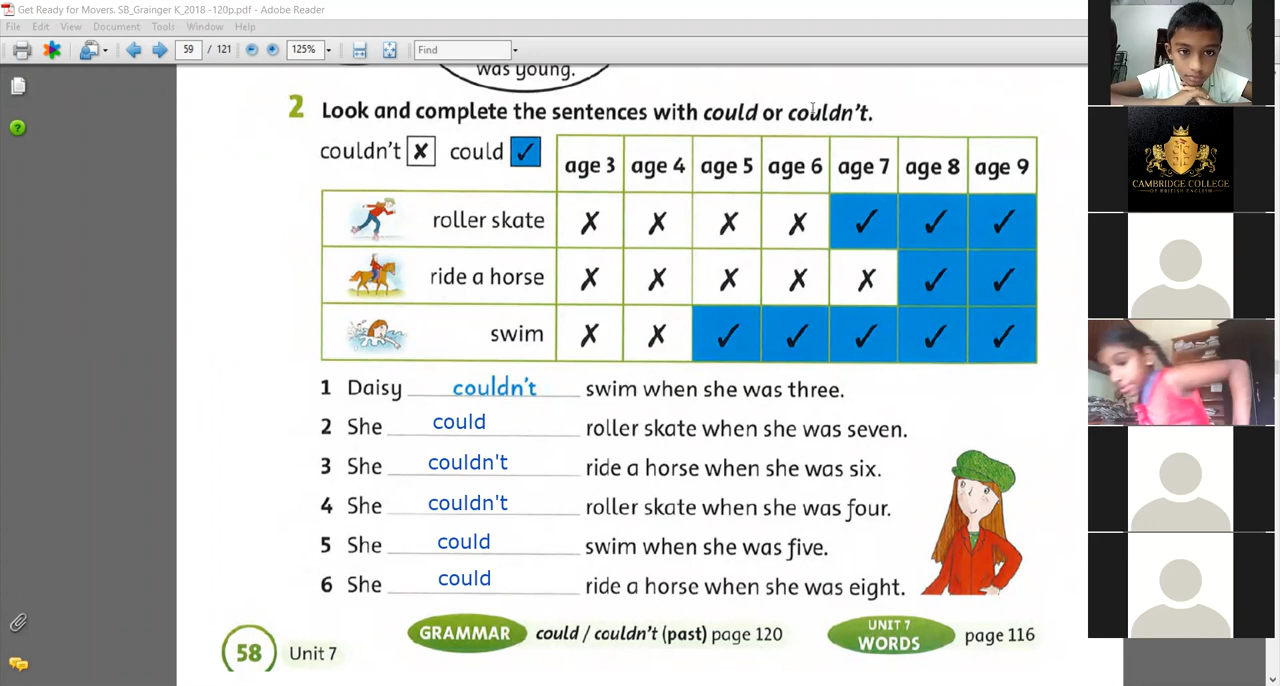 Get Ready for Movers. SB_Grainger K_2018 -120p.pdf - Adobe Reader
File Edit View Document Tools Window Help
59 / 121 125% Find
was young.
2 Look and complete the sentences with could or couldn't.
couldn't ✗ could ✓ age 3 age 4 age 5 age 6 age 7 age 8 age 9
roller skate ✗ ✗ ✗ ✗ ✓ ✓ ✓
ride a horse ✗ ✗ ✗ ✗ ✗ ✓ ✓
swim ✗ ✗ ✓ ✓ ✓ ✓ ✓
1 Daisy couldn't swim when she was three.
2 She could roller skate when she was seven.
3 She couldn't ride a horse when she was six.
4 She couldn't roller skate when she was four.
5 She could swim when she was five.
6 She could ride a horse when she was eight.
58 Unit 7 GRAMMAR could / couldn't (past) page 120 UNIT 7 WORDS page 116
CAMBRIDGE COLLEGE
OF BRITISH ENGLISH